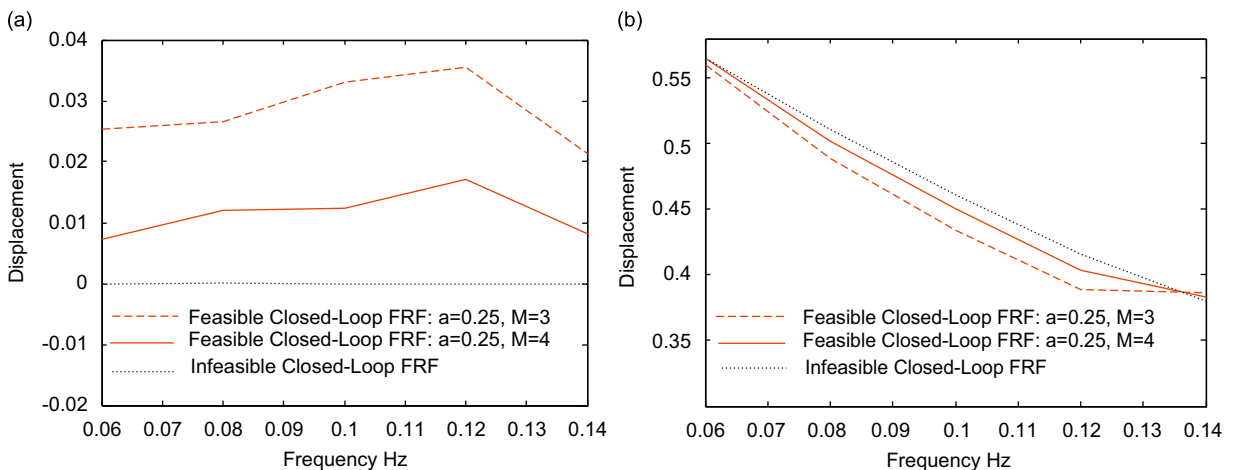 (a)
0.04
0.03
0.02
0.01
0
-0.01
-0.02
Displacement
Feasible Closed-Loop FRF: a=0.25, M=3
Feasible Closed-Loop FRF: a=0.25, M=4
Infeasible Closed-Loop FRF
0.06 0.07 0.08 0.09 0.1 0.11 0.12 0.13 0.14
Frequency Hz
(b)
0.55
0.5
0.45
0.4
0.35
Displacement
Feasible Closed-Loop FRF: a=0.25, M=3
Feasible Closed-Loop FRF: a=0.25, M=4
Infeasible Closed-Loop FRF
0.06 0.07 0.08 0.09 0.1 0.11 0.12 0.13 0.14
Frequency Hz